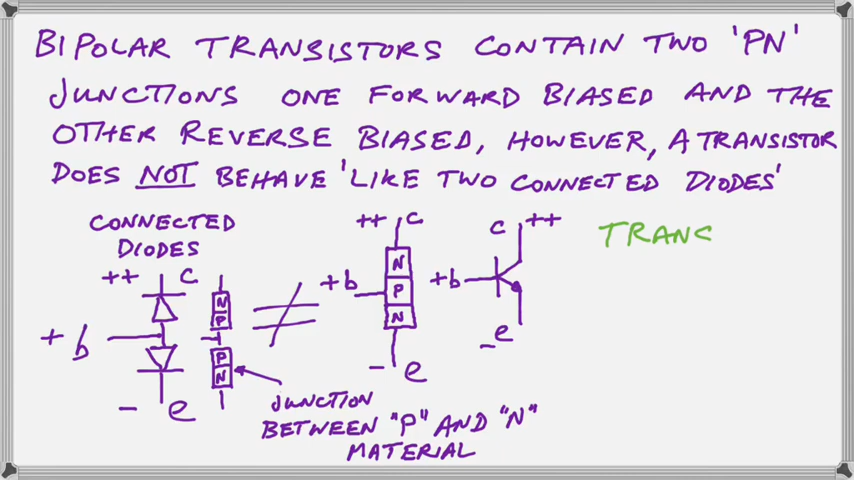 BIPOLAR TRANSISTORS CONTAIN TWO 'PN'
JUNCTIONS ONE FORWARD BIASED AND THE
OTHER REVERSE BIASED, HOWEVER, A TRANSISTOR
DOES NOT BEHAVE 'LIKE TWO CONNECTED DIODES'
CONNECTED
DIODES
++ C
N
P
+ b
P
N
- e
≠
++ C
N
+b P
N
- e
C ++
+b
- e
TRANC
JUNCTION
BETWEEN "P" AND "N"
MATERIAL